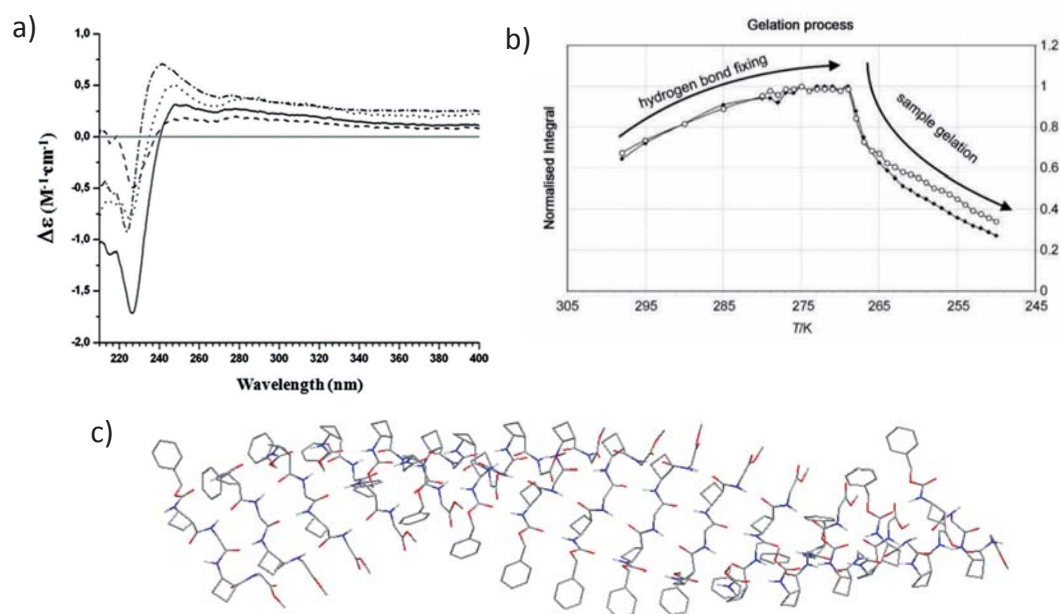 a)
1,0
0,5
0,0
-0,5
-1,0
-1,5
-2,0
Δε (M⁻¹·cm⁻¹)
220 240 260 280 300 320 340 360 380 400
Wavelength (nm)
b)
Gelation process
hydrogen bond fixing
sample gelation
Normalised Integral
1.2
1
0.8
0.6
0.4
0.2
0
305 295 285 275 265 255 245
T/K
c)